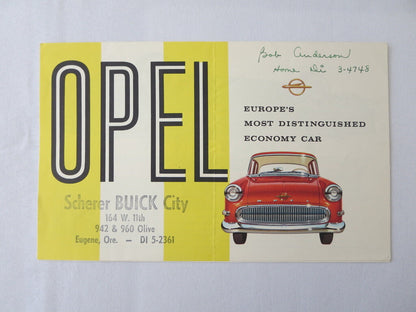 Bob Anderson
Home Di 3-4748
OPEL
EUROPE'S
MOST DISTINGUISHED
ECONOMY CAR
Scherer BUICK City
164 W. 11th
942 & 960 Olive
Eugene, Ore. — DI 5-2361